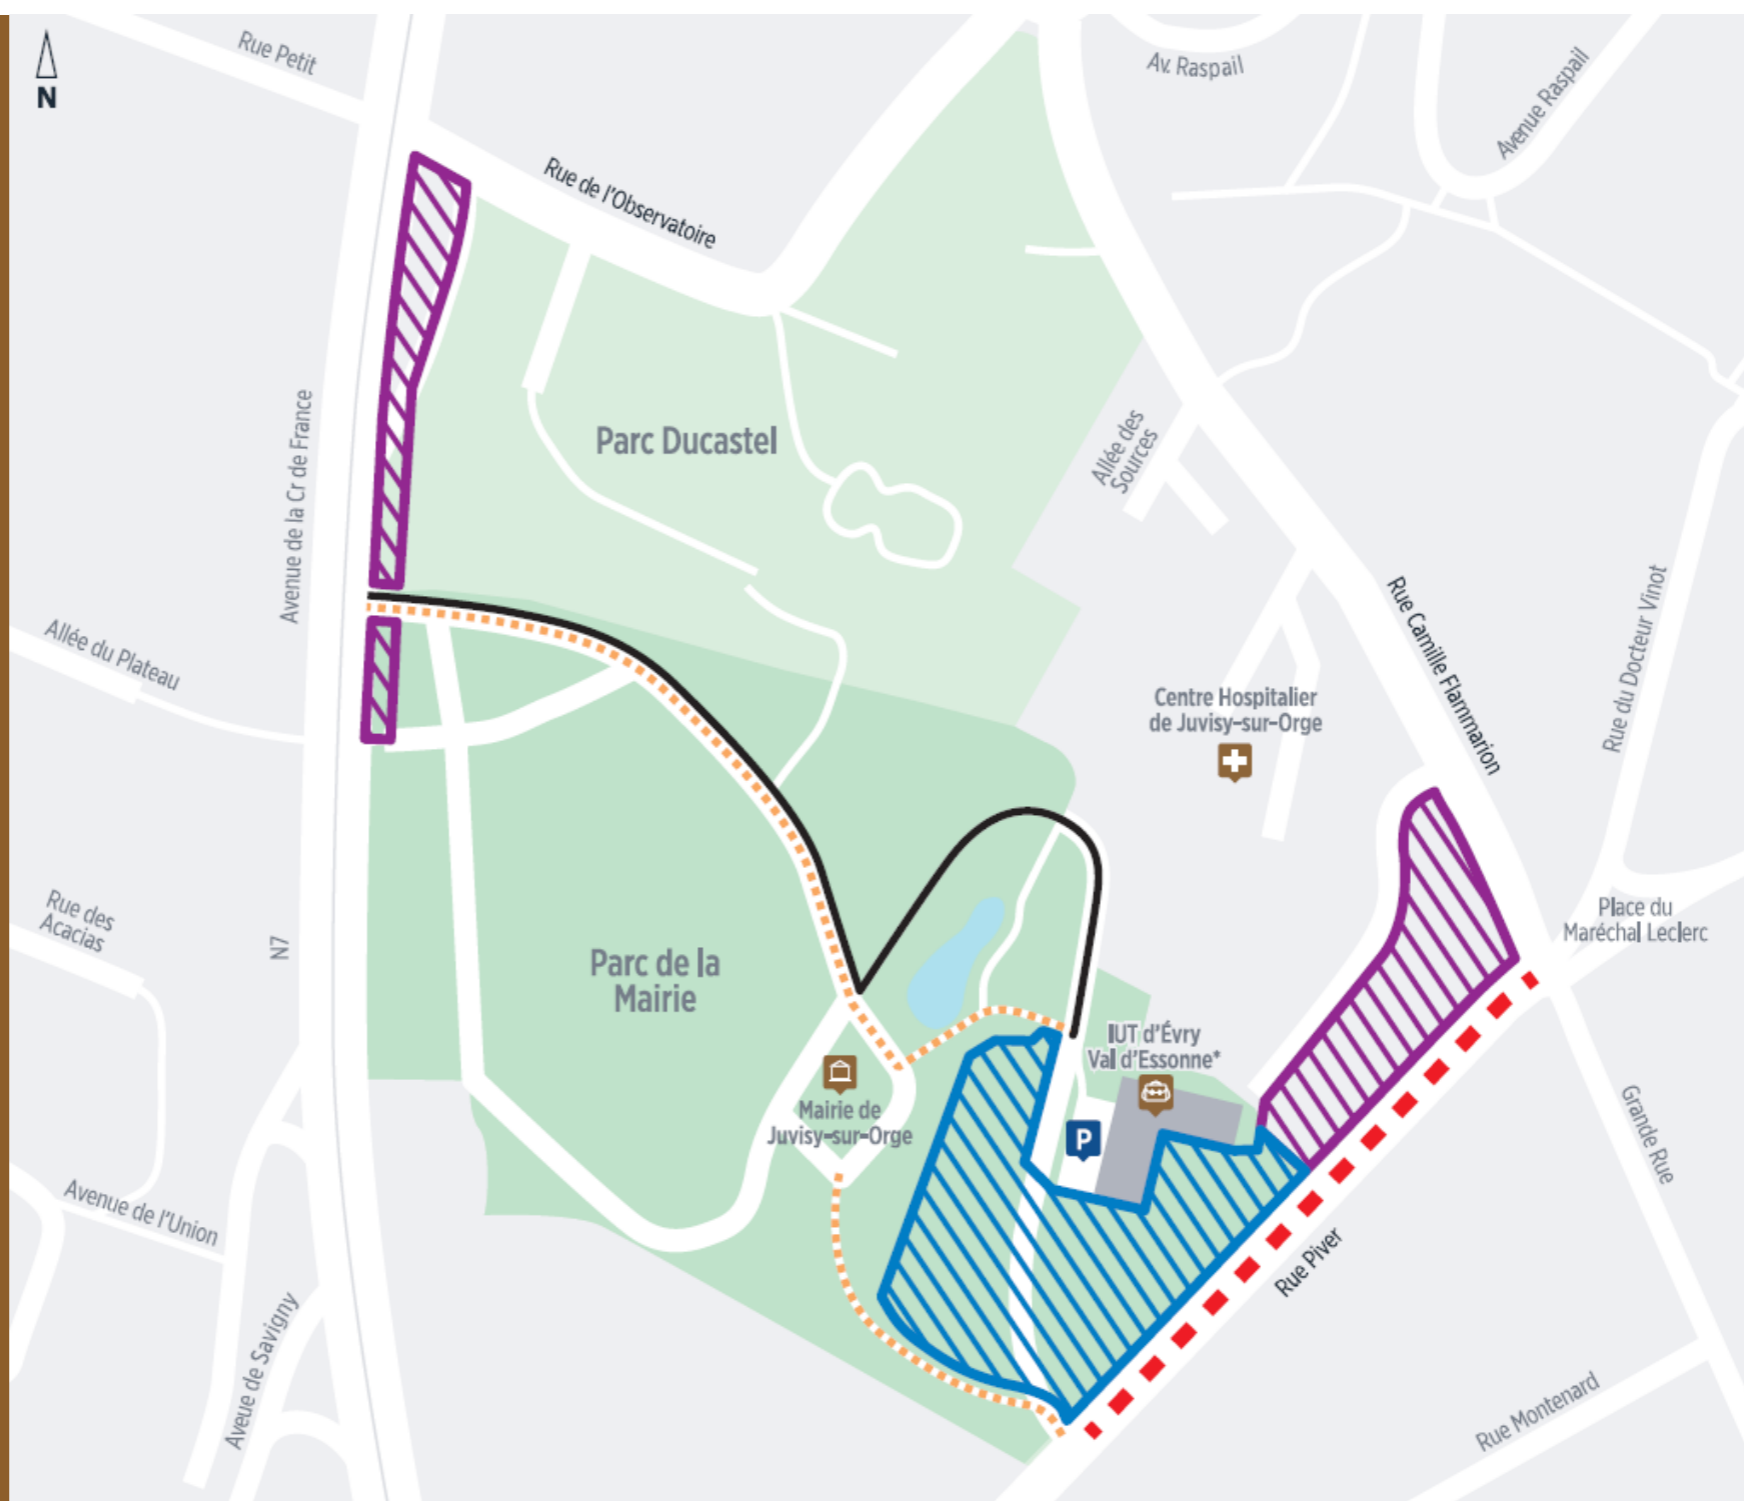 N
Rue Petit
Av. Raspail
Avenue Raspail
Rue de l'Observatoire
Parc Ducastel
Avenue de la Cr de France
Allée des
Sources
Rue Camille Flammarion
Rue du Docteur Vinot
Allée du Plateau
Centre Hospitalier
de Juvisy-sur-Orge
Rue des
Acacias
N7
Parc de la
Mairie
Place du
Maréchal Leclerc
IUT d'Évry
Val d'Essonne*
Mairie de
Juvisy-sur-Orge
P
Grande Rue
Avenue de l'Union
Rue Piver
Aveue de Savigny
Rue Montenard